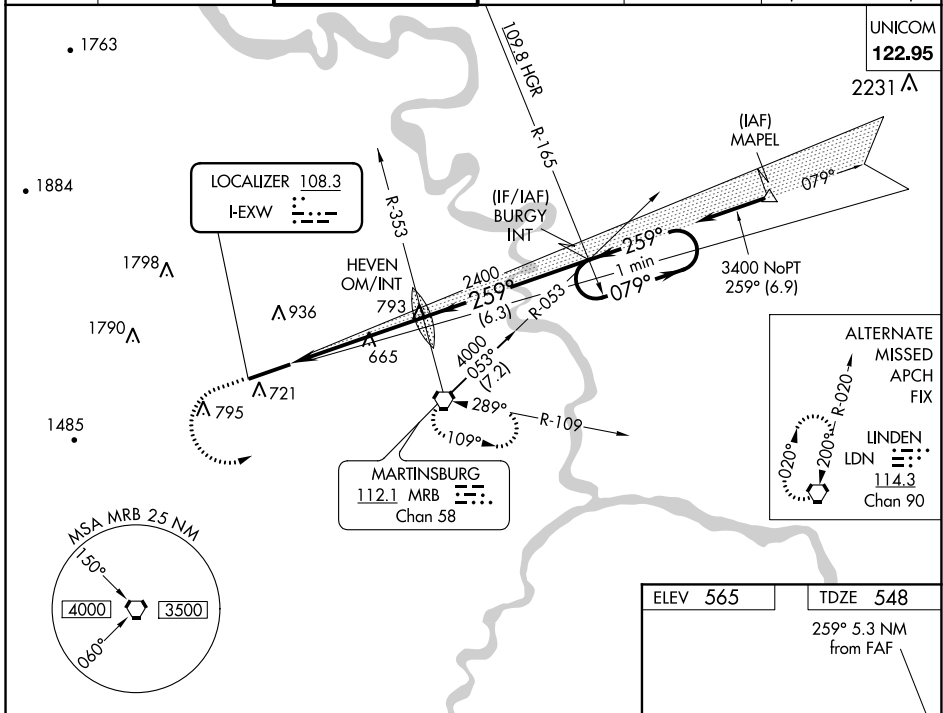 1763
UNICOM
122.95
2231
109.8 HGR
R-165
(IAF)
MAPEL
079°
LOCALIZER 108.3
I-EXW
1884
R-353
(IF/IAF)
BURGY
INT
259°
1 min
079°
3400 NoPT
259° (6.9)
1798
HEVEN
OM/INT
2400
259°
(6.3)
R-053
936
793
1790
665
4000
053°
(7.2)
ALTERNATE
MISSED
APCH
FIX
R-020
200°
020°
LINDEN
LDN
114.3
Chan 90
721
795
1485
289°
R-109
109°
MARTINSBURG
112.1 MRB
Chan 58
MSA MRB 25 NM
150°
4000
3500
060°
ELEV 565
TDZE 548
259° 5.3 NM
from FAF